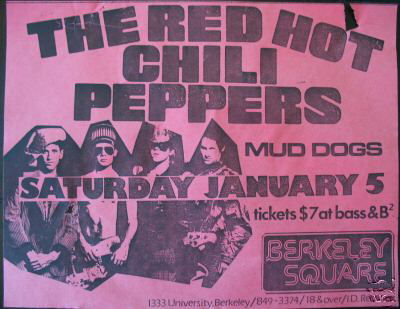 THE RED HOT
CHILI
PEPPERS
MUD DOGS
SATURDAY JANUARY 5
tickets $7 at bass & B²
BERKELEY
SQUARE
1333 University, Berkeley/849-3374/18 & over/I.D.